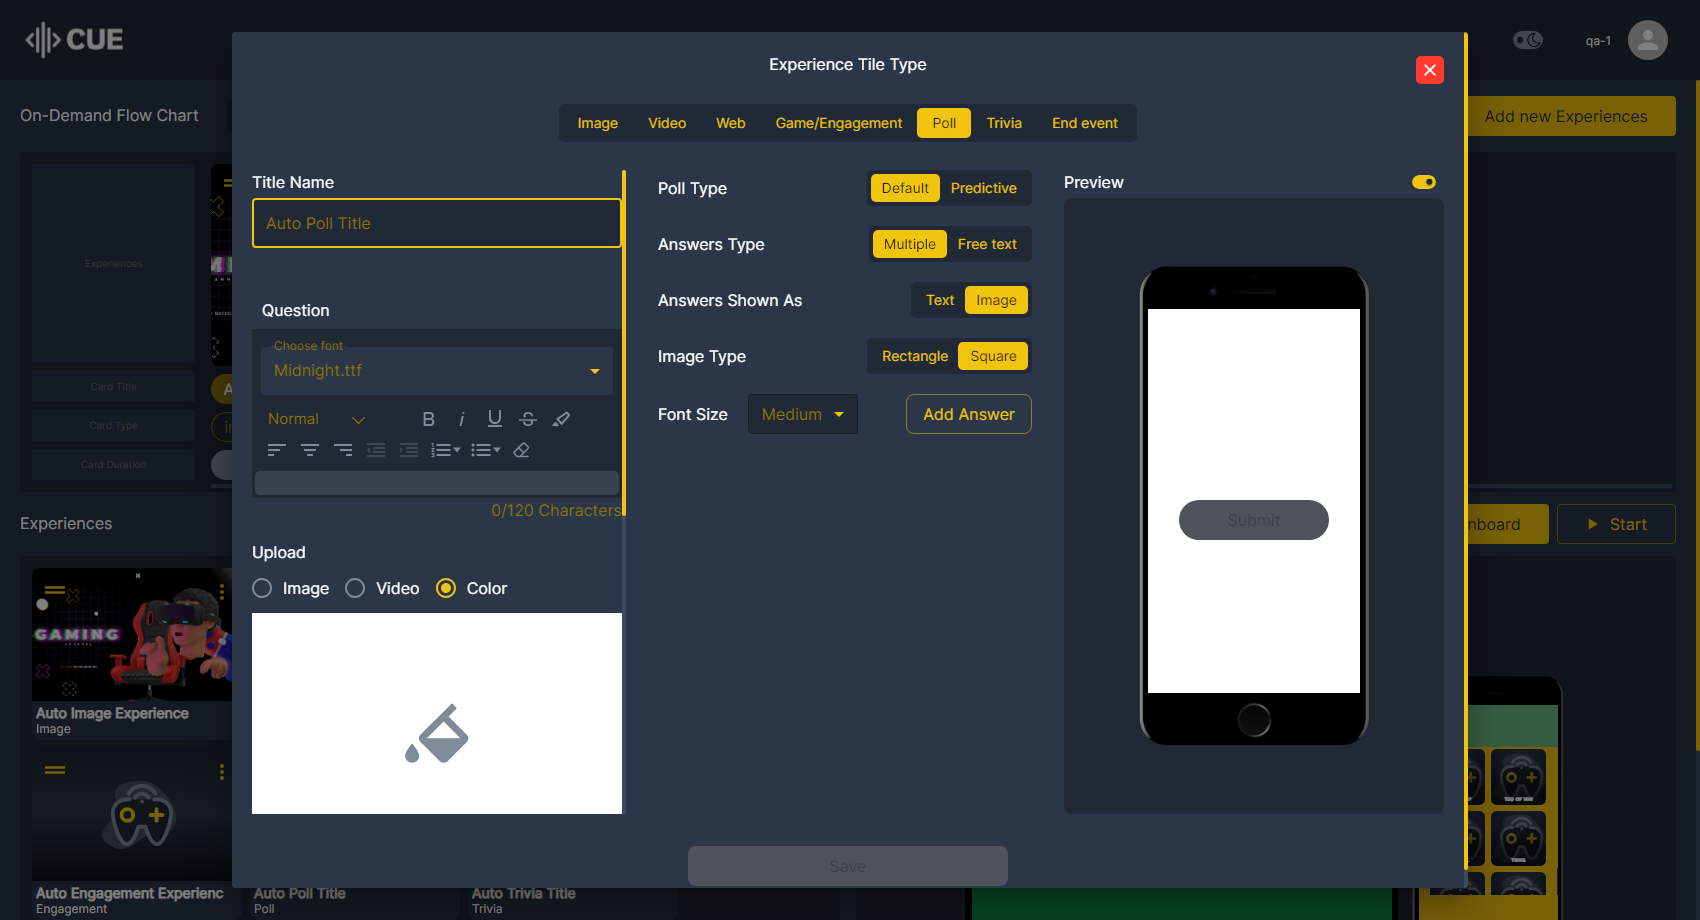 CUE
Experience Tile Type
qa-1
On-Demand Flow Chart
Add new Experiences
Image Video Web Game/Engagement Poll Trivia End event
Title Name
Auto Poll Title
Question
Choose font
Midnight.ttf
Normal
0/120 Characters
Upload
Image Video Color
Poll Type Default Predictive
Answers Type Multiple Free text
Answers Shown As Text Image
Image Type Rectangle Square
Font Size Medium Add Answer
Preview
Submit
Save
Experiences
Card Title
Card Type
Card Duration
Experiences
nboard
Start
GAMING
Auto Image Experience
Image
Auto Engagement Experienc
Engagement
Auto Poll Title
Poll
Auto Trivia Title
Trivia